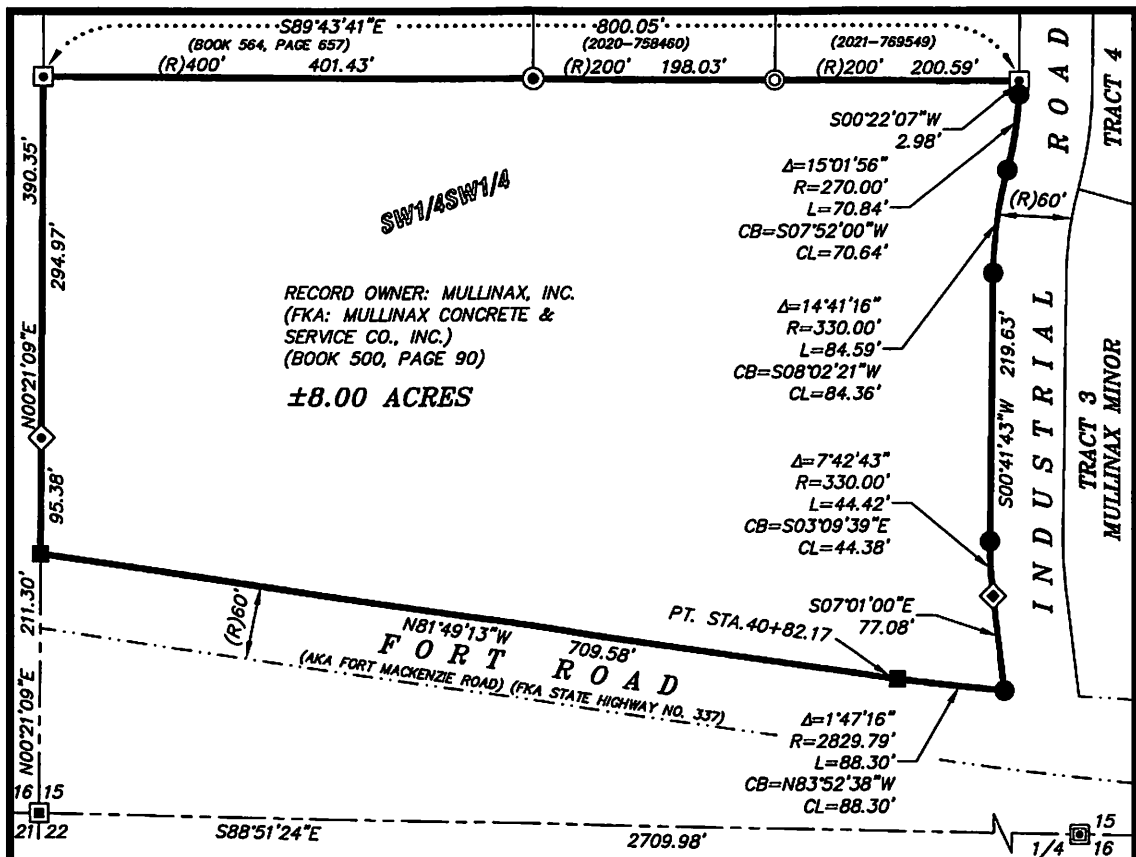 S89°43'41"E
800.05'
(BOOK 564, PAGE 657)
(2020-758460)
(2021-769549)
(R)400' 401.43'
(R)200' 198.03'
(R)200' 200.59'
S00°22'07"W
2.98'
Δ=15°01'56"
R=270.00'
L=70.84'
CB=S07°52'00"W
CL=70.64'
(R)60'
INDUSTRIAL ROAD
TRACT 4
390.35'
294.97'
N00°21'09"E
95.38'
SW1/4SW1/4
RECORD OWNER: MULLINAX, INC.
(FKA: MULLINAX CONCRETE &
SERVICE CO., INC.)
(BOOK 500, PAGE 90)
±8.00 ACRES
Δ=14°41'16"
R=330.00'
L=84.59'
CB=S08°02'21"W
CL=84.36'
S00°41'43"W 219.63'
TRACT 3
MULLINAX MINOR
Δ=7°42'43"
R=330.00'
L=44.42'
CB=S03°09'39"E
CL=44.38'
S07°01'00"E
77.08'
PT. STA.40+82.17
(R)60'
N81°49'13"W
709.58'
FORT ROAD
(AKA FORT MACKENZIE ROAD) (FKA STATE HIGHWAY NO. 337)
Δ=1°47'16"
R=2829.79'
L=88.30'
CB=N83°52'38"W
CL=88.30'
N00°21'09"E 211.30'
16 15
21 22
S88°51'24"E
2709.98'
15
1/4 16